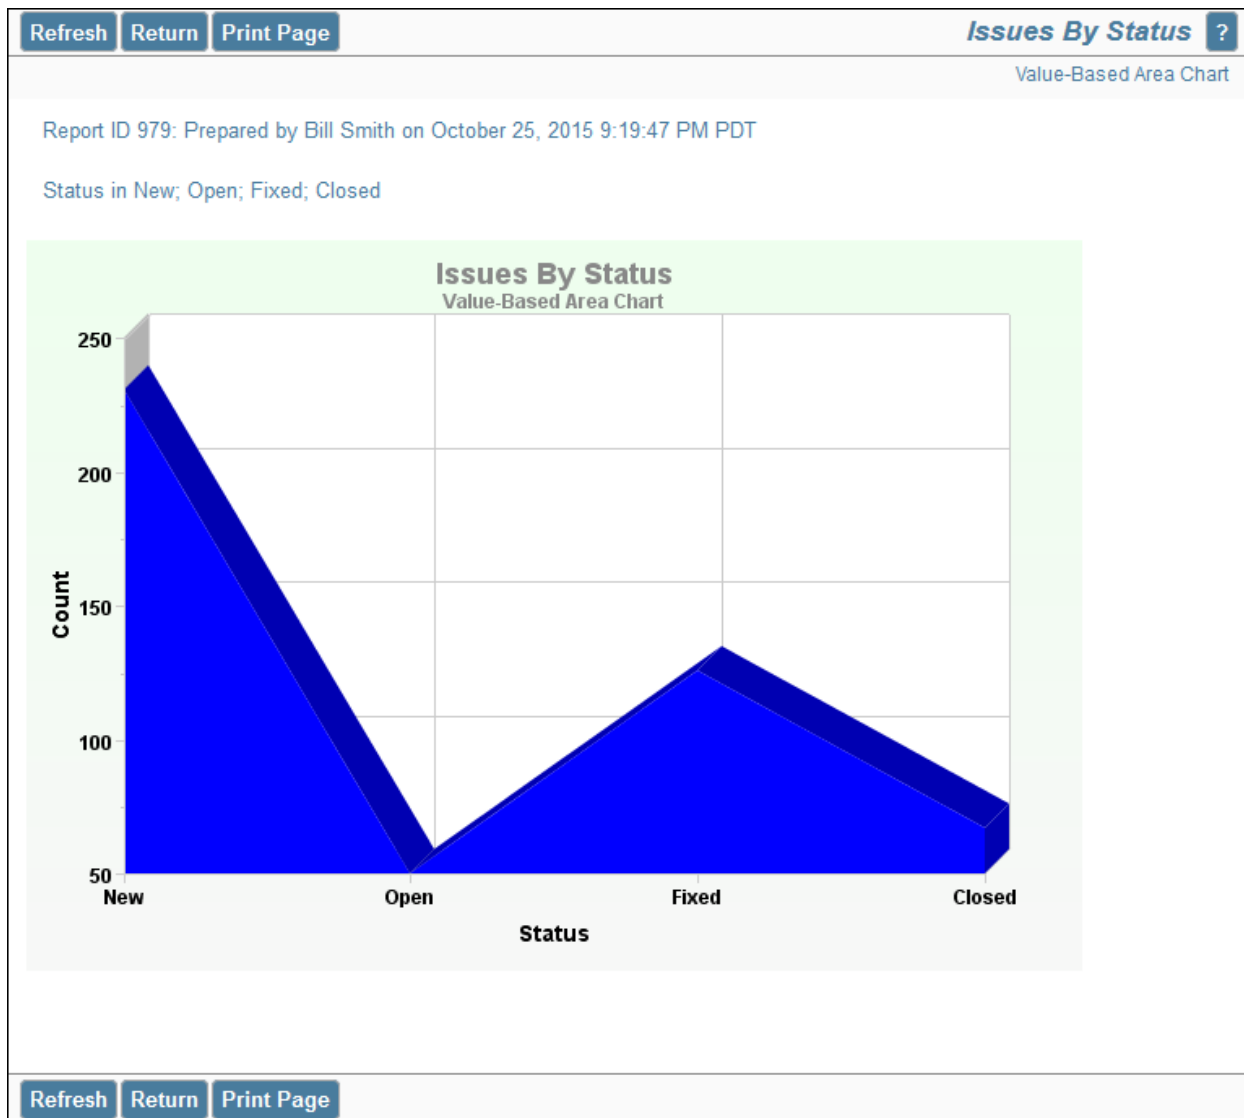 Refresh Return Print Page Issues By Status ?
Value-Based Area Chart
Report ID 979: Prepared by Bill Smith on October 25, 2015 9:19:47 PM PDT
Status in New; Open; Fixed; Closed
Issues By Status
Value-Based Area Chart
250
200
150
100
50
Count
New Open Fixed Closed
Status
Refresh Return Print Page